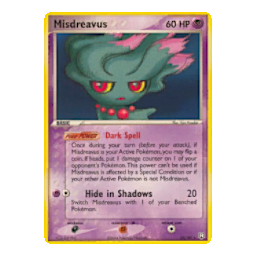 Misdreavus 60 HP
BASIC
POKé-POWER Dark Spell
Once during your turn (before your attack), if
Misdreavus is your Active Pokémon, you may flip a
coin. If heads, put 1 damage counter on 1 of your
opponent's Pokémon. This power can't be used if
Misdreavus is affected by a Special Condition or if
your other Active Pokémon is not Misdreavus.
Hide in Shadows 20
Switch Misdreavus with 1 of your Benched
Pokémon.